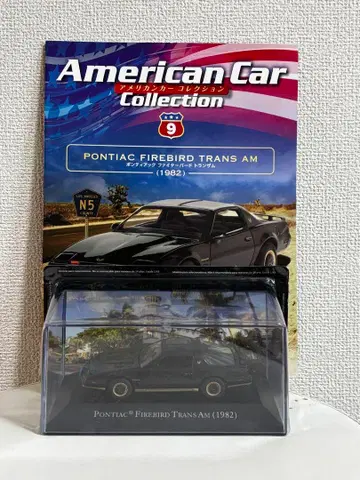 American Car
アメリカンカー コレクション
Collection
9
PONTIAC FIREBIRD TRANS AM
ポンティアック ファイヤーバード トランザム
(1982)
N5
PONTIAC® FIREBIRD TRANS AM (1982)